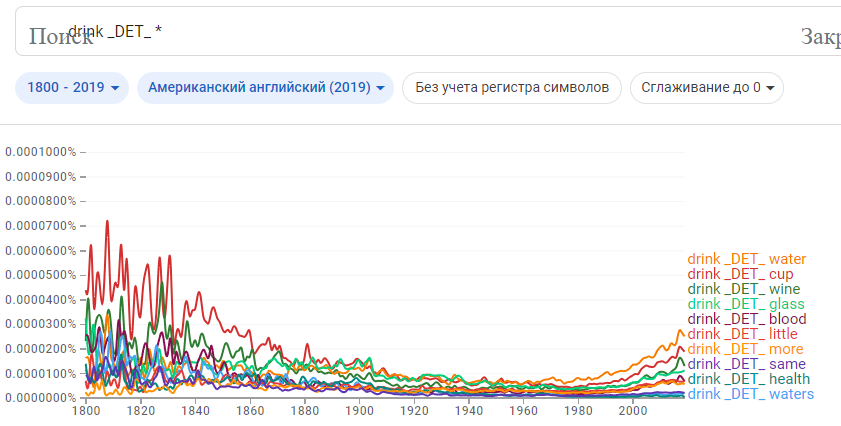 Поиск drink _DET_ * Закр
1800 - 2019 Американский английский (2019) Без учета регистра символов Сглаживание до 0
0.0001000%
0.0000900%
0.0000800%
0.0000700%
0.0000600%
0.0000500%
0.0000400%
0.0000300%
0.0000200%
0.0000100%
0.0000000%
1800 1820 1840 1860 1880 1900 1920 1940 1960 1980 2000
drink _DET_ water
drink _DET_ cup
drink _DET_ wine
drink _DET_ glass
drink _DET_ blood
drink _DET_ little
drink _DET_ more
drink _DET_ same
drink _DET_ health
drink _DET_ waters